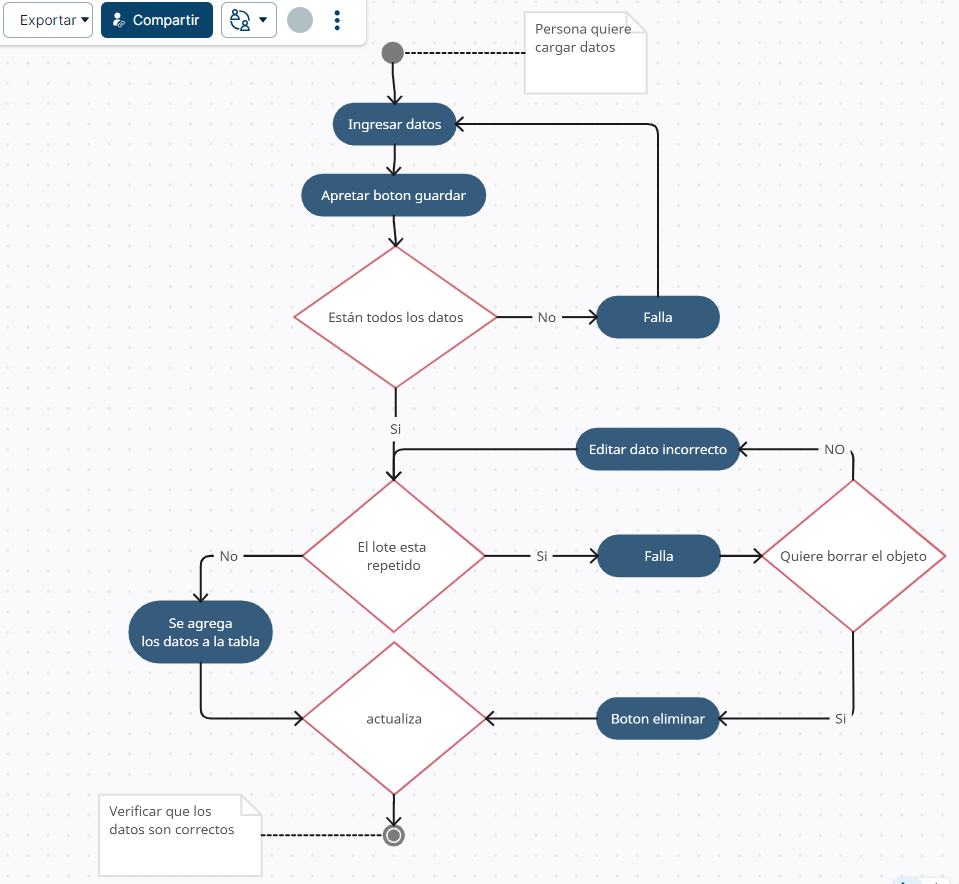 Exportar
Compartir
Persona quiere
cargar datos
Ingresar datos
Apretar boton guardar
Están todos los datos
No
Falla
Si
Editar dato incorrecto
NO
El lote esta
repetido
No
Si
Falla
Quiere borrar el objeto
Se agrega
los datos a la tabla
actualiza
Boton eliminar
Si
Verificar que los
datos son correctos